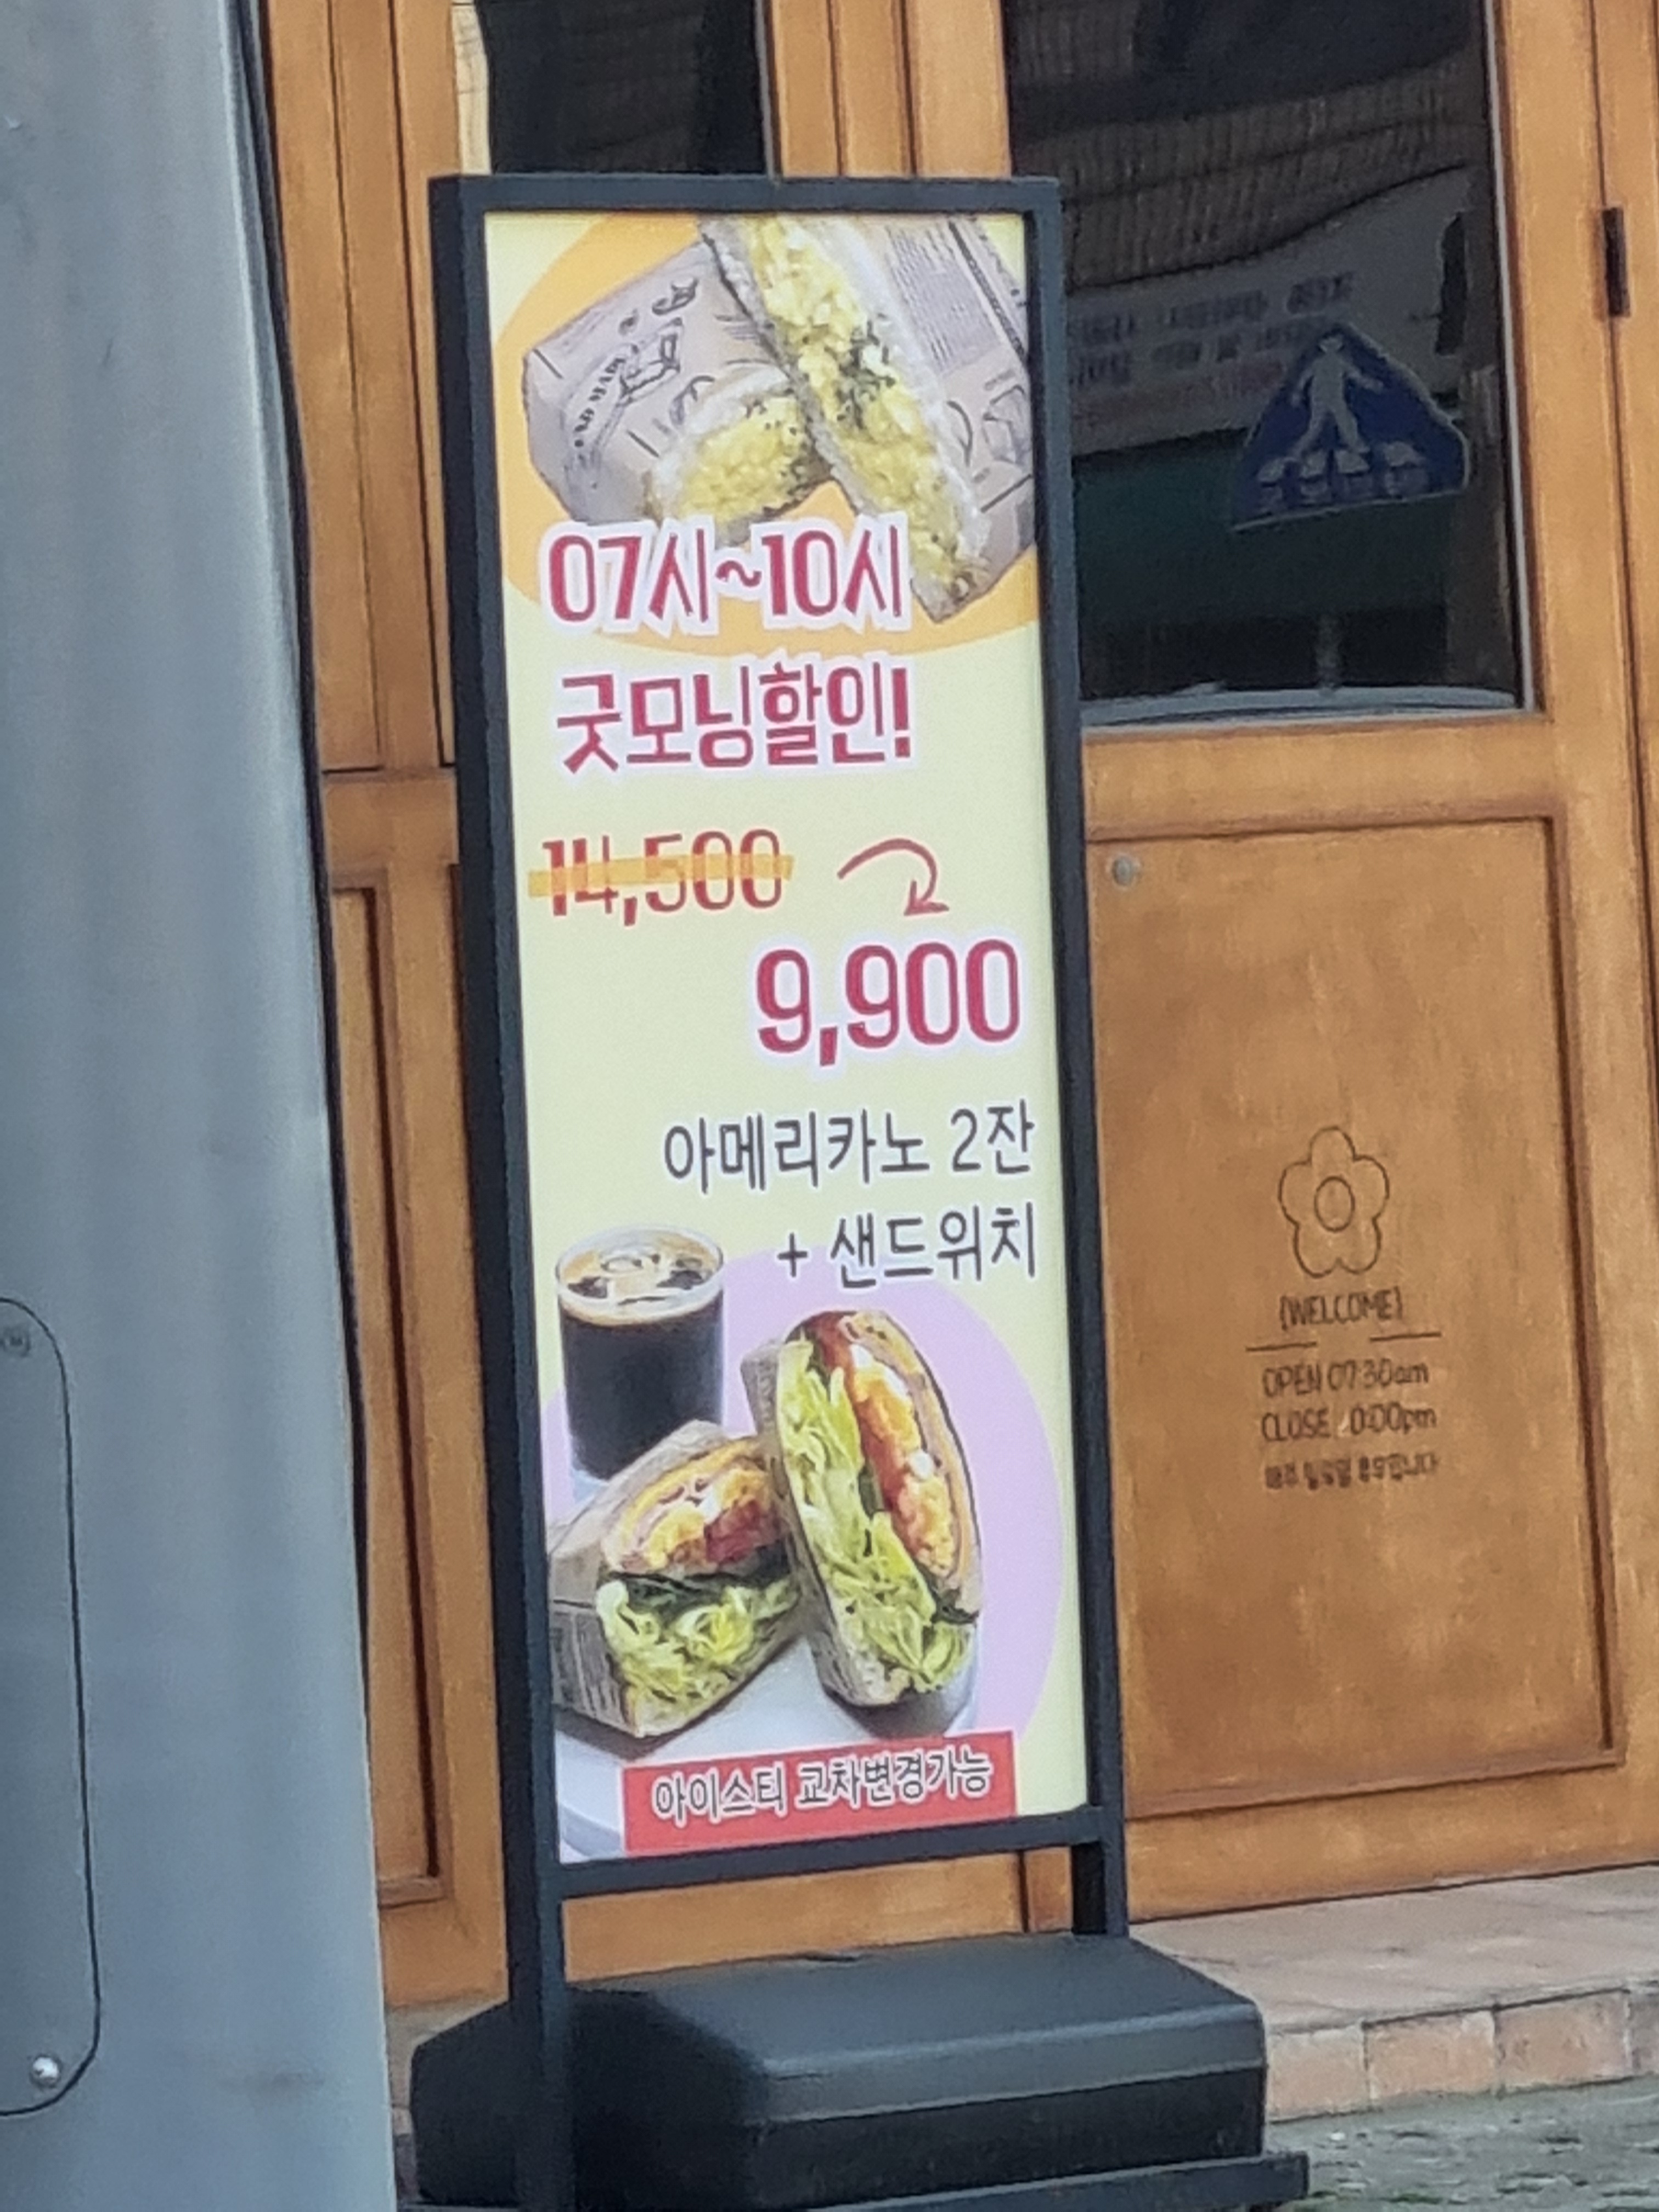 07시~10시
굿모닝할인!
14,500
9,900
아메리카노 2잔
+ 샌드위치
아이스티 교차변경가능
{WELCOME}
OPEN 07:30am
CLOSE 0:00pm